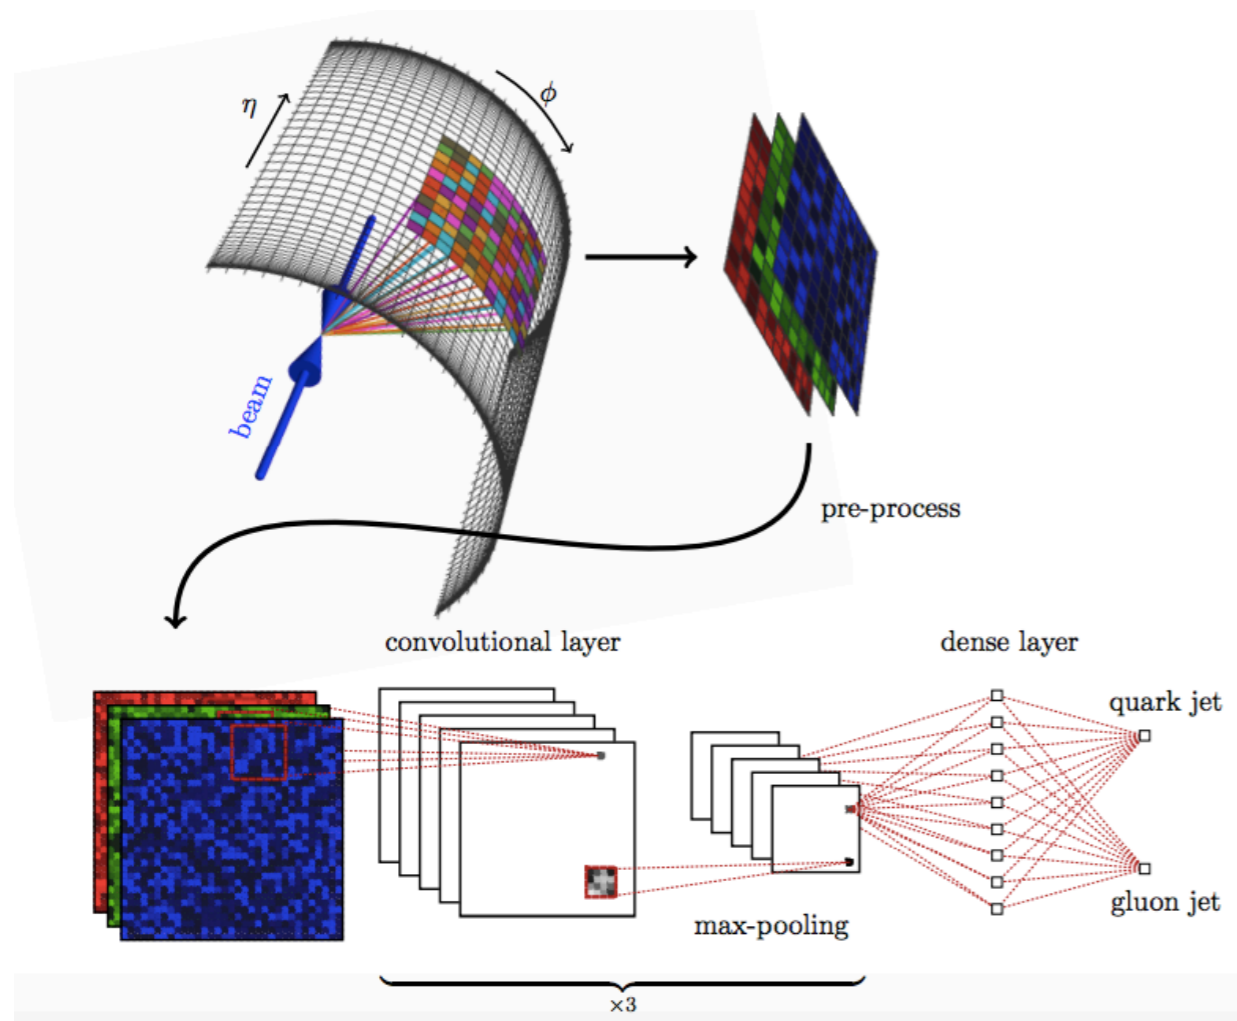 η
ϕ
beam
pre-process
convolutional layer
dense layer
quark jet
gluon jet
max-pooling
×3